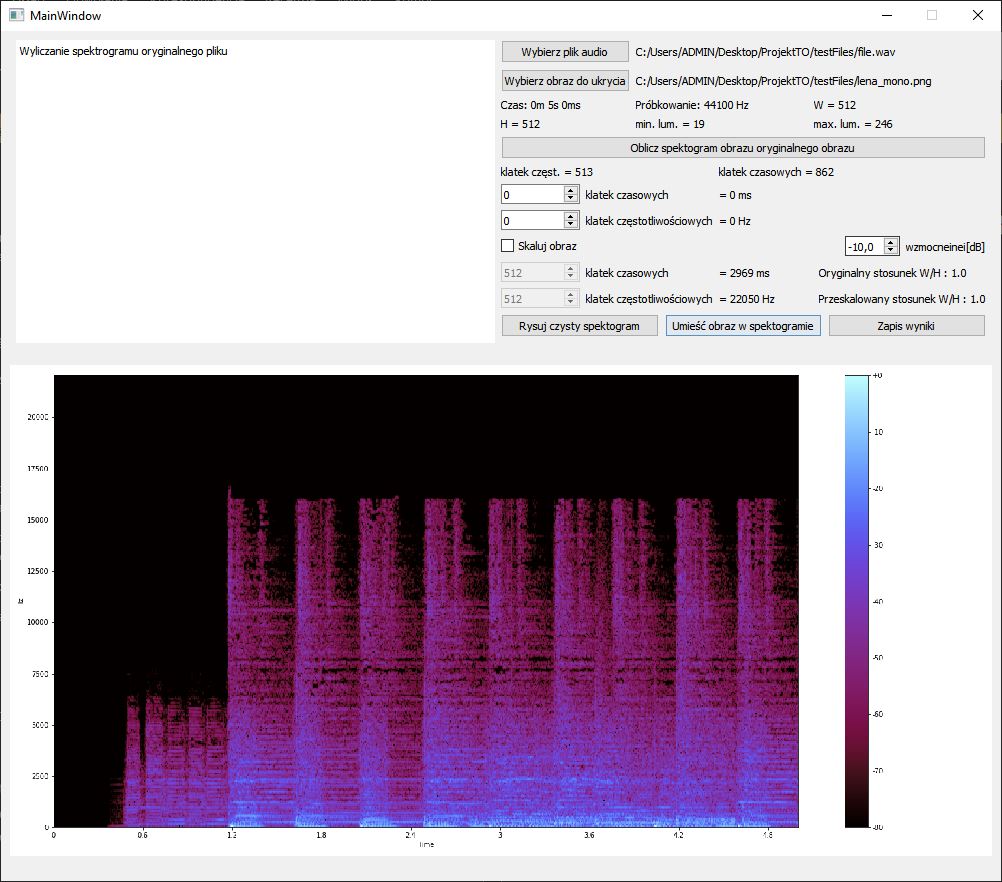 MainWindow
Wyliczanie spektrogramu oryginalnego pliku
Wybierz plik audio C:/Users/ADMIN/Desktop/ProjektTO/testFiles/file.wav
Wybierz obraz do ukrycia C:/Users/ADMIN/Desktop/ProjektTO/testFiles/lena_mono.png
Czas: 0m 5s 0ms Próbkowanie: 44100 Hz W = 512
H = 512 min. lum. = 19 max. lum. = 246
Oblicz spektogram obrazu oryginalnego obrazu
klatek częst. = 513 klatek czasowych = 862
0 klatek czasowych = 0 ms
0 klatek częstotliwościowych = 0 Hz
Skaluj obraz -10,0 wzmocneinei[dB]
512 klatek czasowych = 2969 ms Oryginalny stosunek W/H : 1.0
512 klatek częstotliwościowych = 22050 Hz Przeskalowany stosunek W/H : 1.0
Rysuj czysty spektogram Umieść obraz w spektogramie Zapis wyniki
20000
17500
15000
12500
10000
Hz
7500
5000
2500
0
0 0.6 1.2 1.8 2.4 3 3.6 4.2 4.8
Time
+0
-10
-20
-30
-40
-50
-60
-70
-80